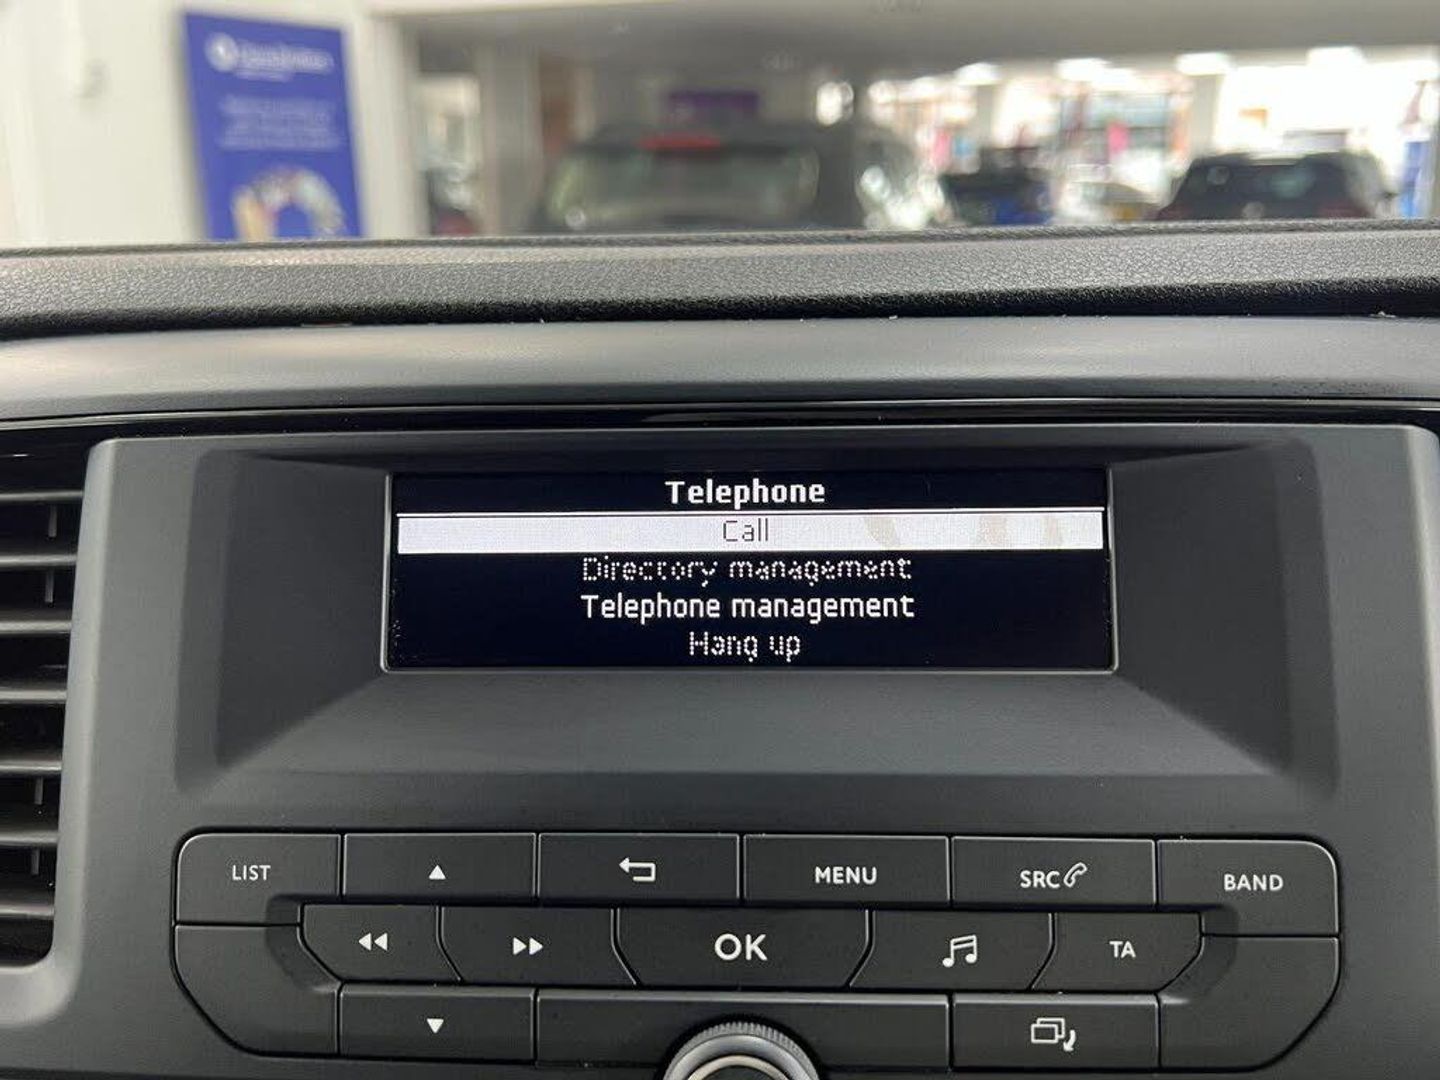 Telephone
Call
Directory management
Telephone management
Hang up
LIST
MENU
SRC
BAND
OK
TA